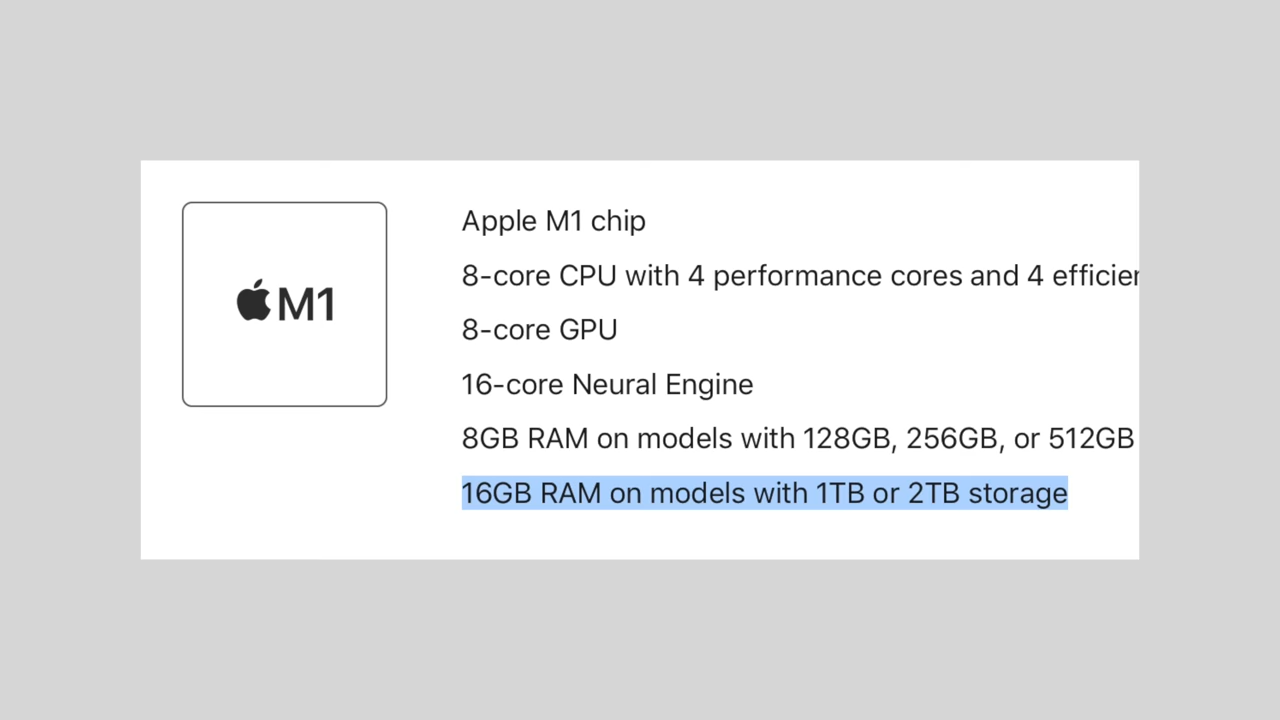 M1
Apple M1 chip
8-core CPU with 4 performance cores and 4
8-core GPU
16-core Neural Engine
8GB RAM on models with 128GB, 256GB, or 512GB
16GB RAM on models with 1TB or 2TB storage